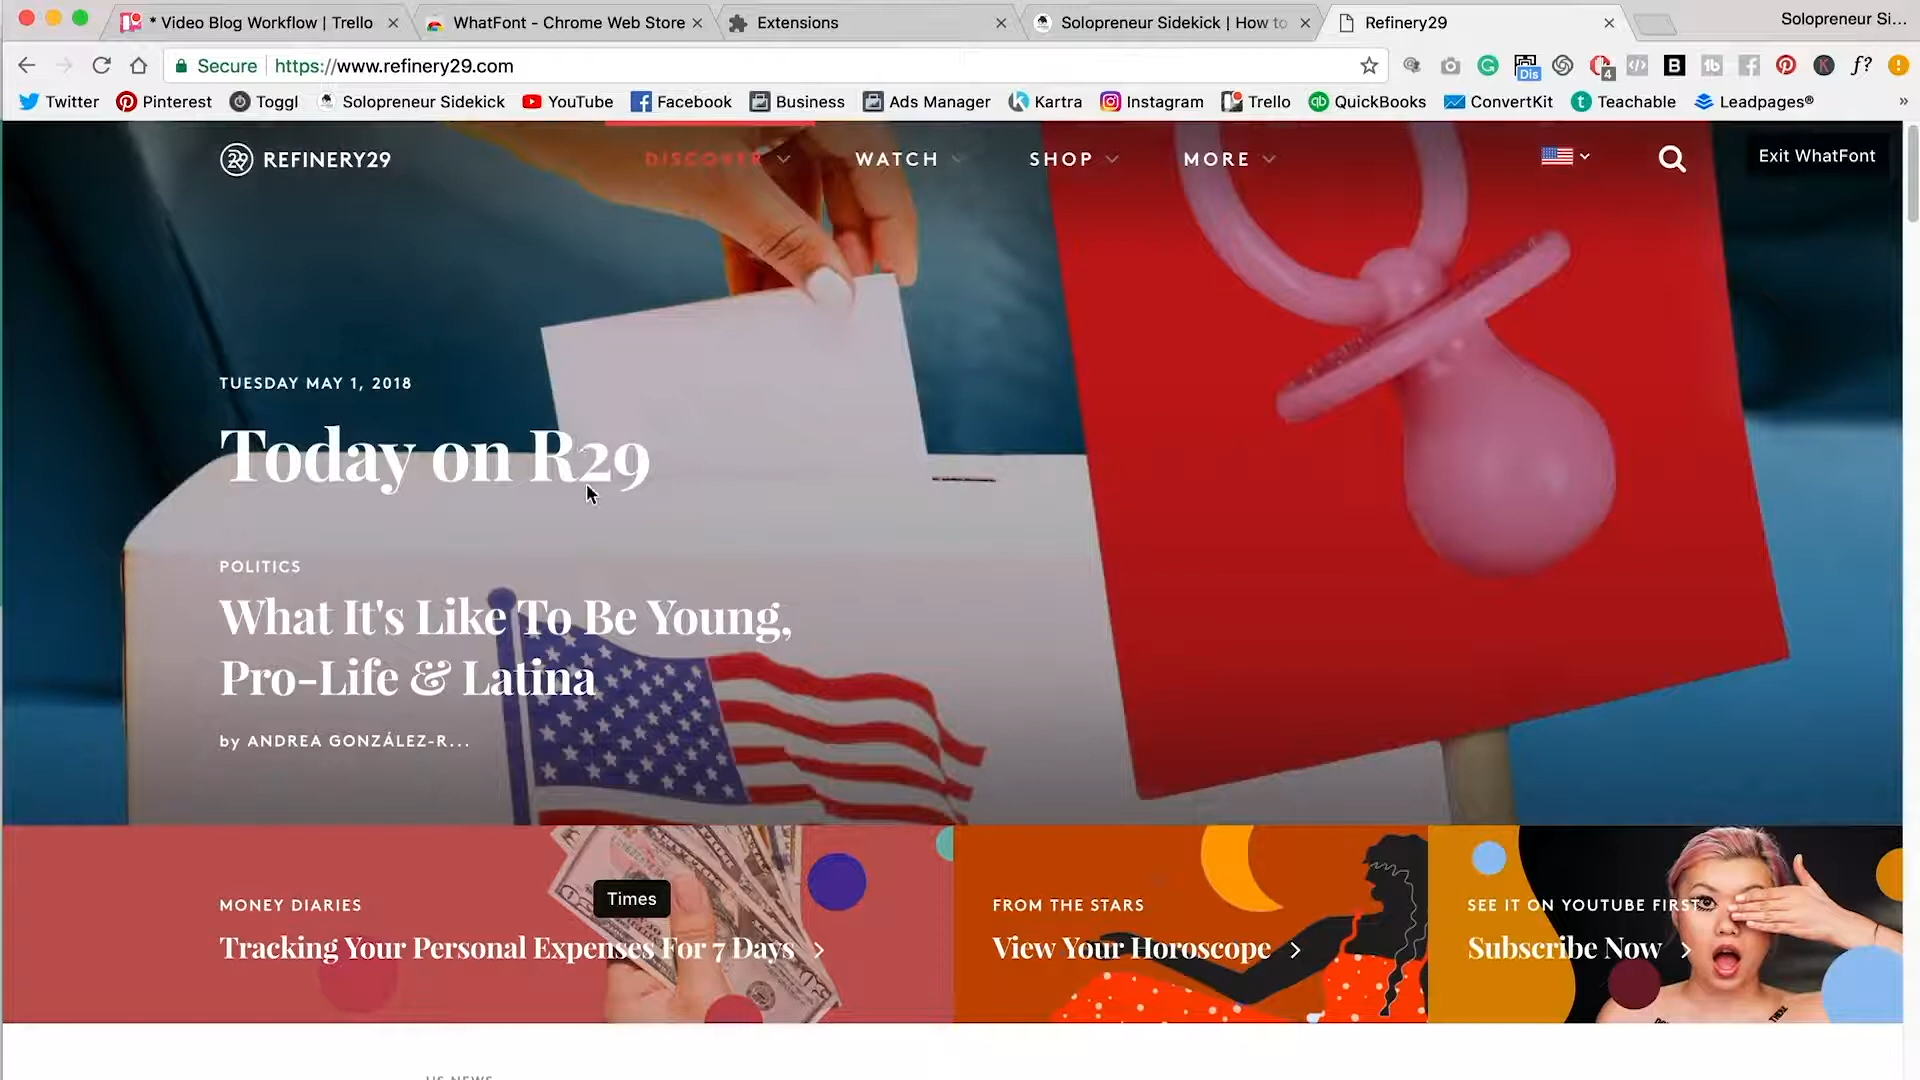 * Video Blog Workflow | Trello
WhatFont - Chrome Web Store
Extensions
Solopreneur Sidekick | How to
Refinery29
Solopreneur Si...
Secure
https://www.refinery29.com
Dis
4
B
f?
Twitter
Pinterest
Toggl
Solopreneur Sidekick
YouTube
Facebook
Business
Ads Manager
Kartra
Instagram
Trello
QuickBooks
ConvertKit
Teachable
Leadpages®
»
REFINERY29
DISCOVER
WATCH
SHOP
MORE
Exit WhatFont
TUESDAY MAY 1, 2018
Today on R29
POLITICS
What It's Like To Be Young,
Pro-Life & Latina
by ANDREA GONZÁLEZ-R...
MONEY DIARIES
Times
Tracking Your Personal Expenses For 7 Days
FROM THE STARS
View Your Horoscope
SEE IT ON YOUTUBE FIRST
Subscribe Now
US NEWS